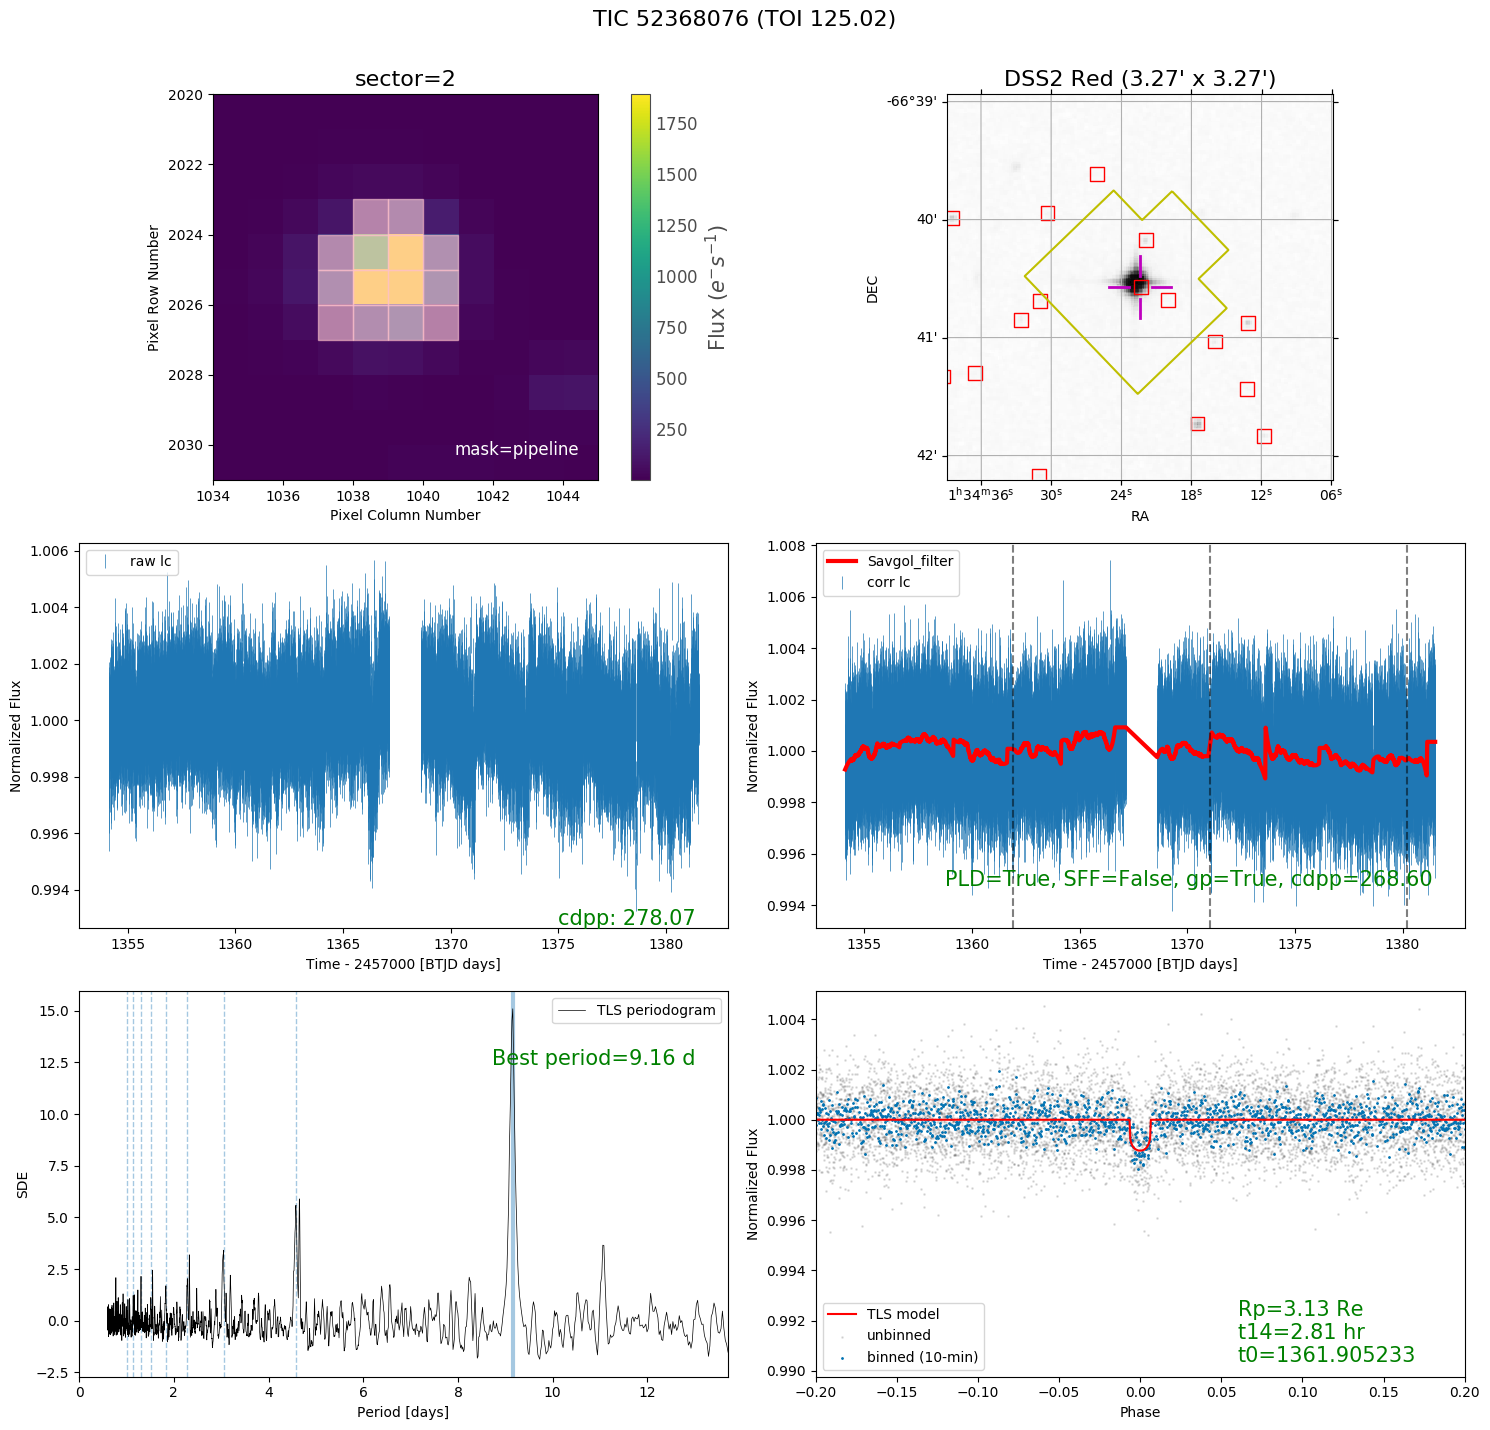 TIC 52368076 (TOI 125.02)
sector=2
2020
2022
2024
2026
2028
2030
Pixel Row Number
1034 1036 1038 1040 1042 1044
Pixel Column Number
mask=pipeline
1750
1500
1250
1000
750
500
250
Flux (e⁻s⁻¹)
DSS2 Red (3.27' x 3.27')
-66°39'
40'
41'
42'
DEC
1ʰ34ᵐ36ˢ 30ˢ 24ˢ 18ˢ 12ˢ 06ˢ
RA
raw lc
1.006
1.004
1.002
1.000
0.998
0.996
0.994
Normalized Flux
cdpp: 278.07
1355 1360 1365 1370 1375 1380
Time - 2457000 [BTJD days]
Savgol_filter
corr lc
1.008
1.006
1.004
1.002
1.000
0.998
0.996
0.994
Normalized Flux
PLD=True, SFF=False, gp=True, cdpp=268.60
1355 1360 1365 1370 1375 1380
Time - 2457000 [BTJD days]
TLS periodogram
Best period=9.16 d
15.0
12.5
10.0
7.5
5.0
2.5
0.0
−2.5
SDE
0 2 4 6 8 10 12
Period [days]
1.004
1.002
1.000
0.998
0.996
0.994
0.992
0.990
Normalized Flux
TLS model
unbinned
binned (10-min)
Rp=3.13 Re
t14=2.81 hr
t0=1361.905233
−0.20 −0.15 −0.10 −0.05 0.00 0.05 0.10 0.15 0.20
Phase